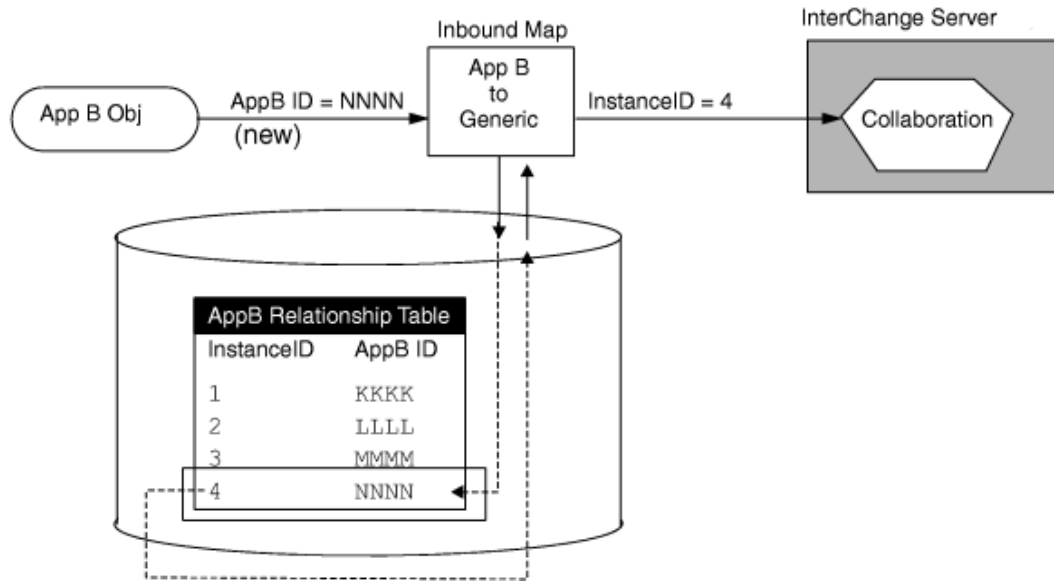 InterChange Server
Inbound Map
App B Obj
AppB ID = NNNN
(new)
App B
to
Generic
InstanceID = 4
Collaboration
AppB Relationship Table
InstanceID AppB ID
1 KKKK
2 LLLL
3 MMMM
4 NNNN